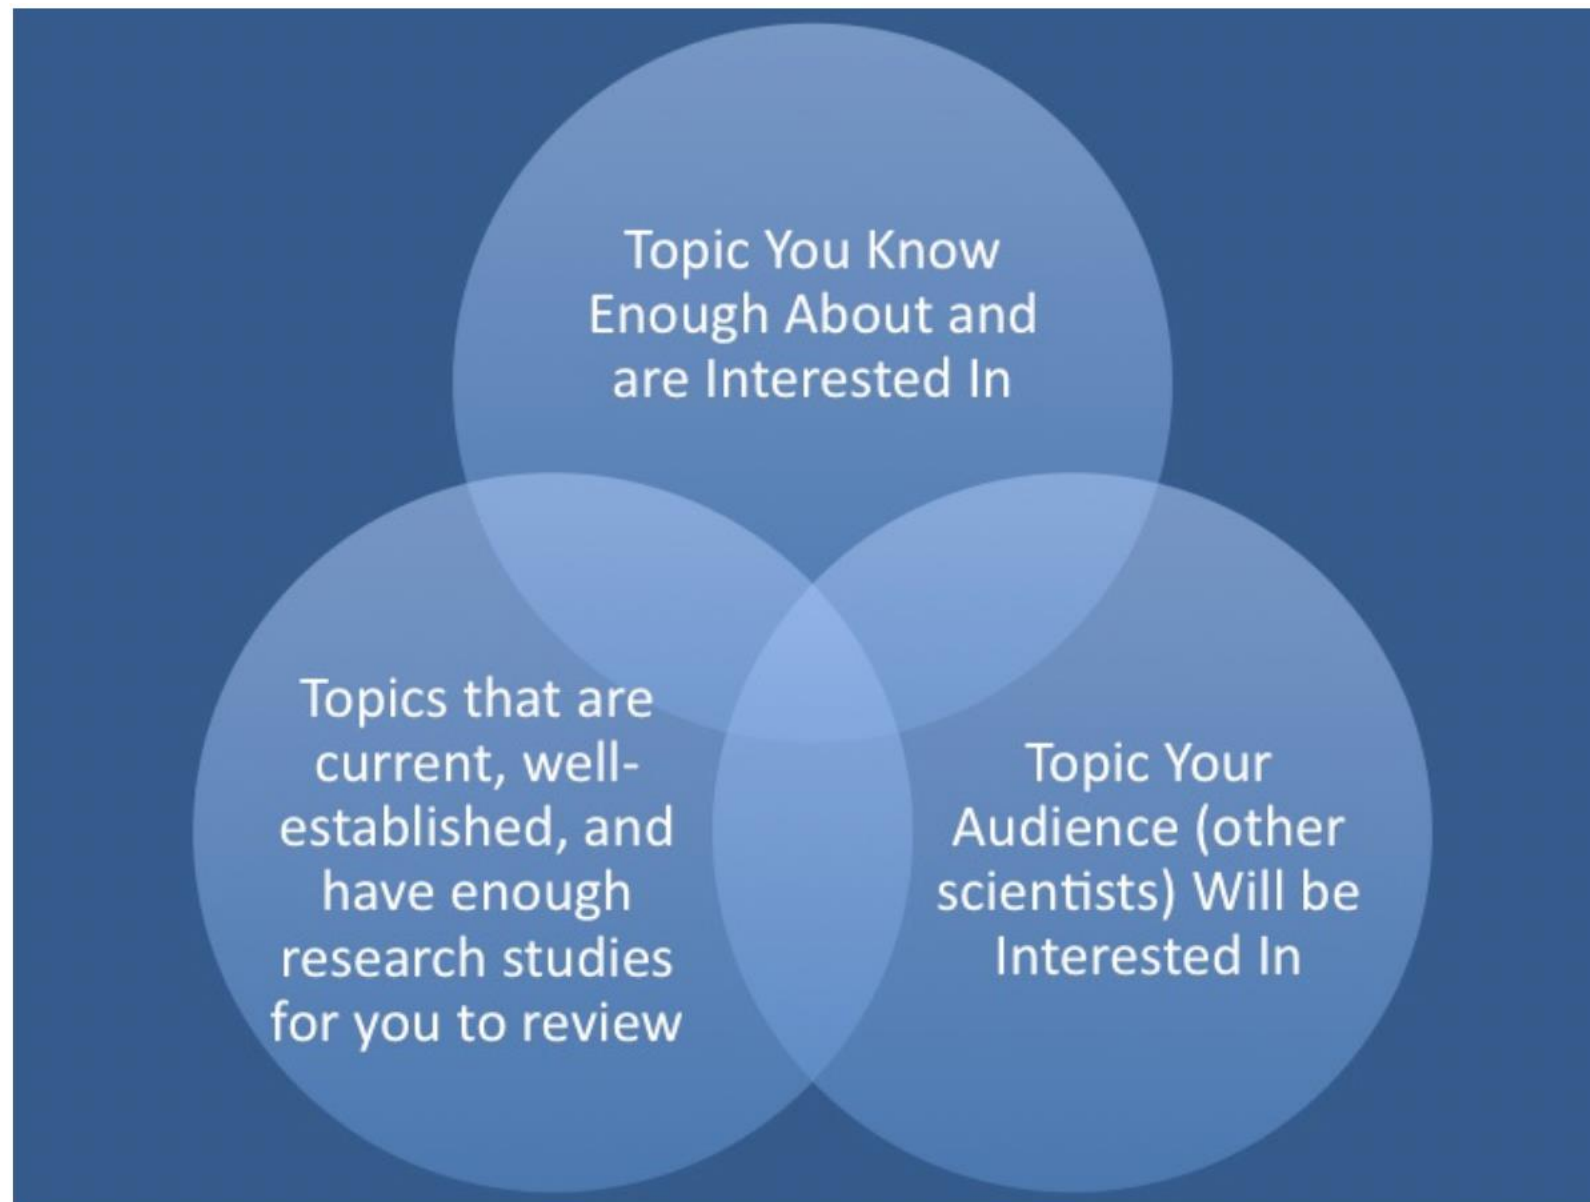 Topic You Know
Enough About and
are Interested In
Topics that are
current, well-
established, and
have enough
research studies
for you to review
Topic Your
Audience (other
scientists) Will be
Interested In